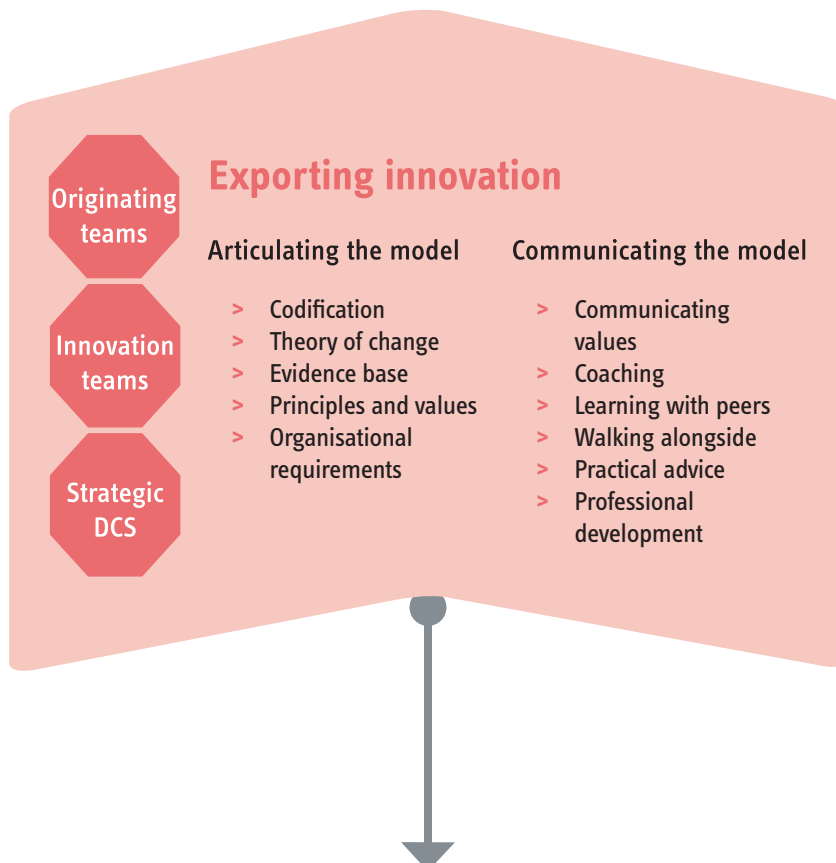 Originating
teams
Innovation
teams
Strategic
DCS
Exporting innovation
Articulating the model
> Codification
> Theory of change
> Evidence base
> Principles and values
> Organisational
requirements
Communicating the model
> Communicating
values
> Coaching
> Learning with peers
> Walking alongside
> Practical advice
> Professional
development